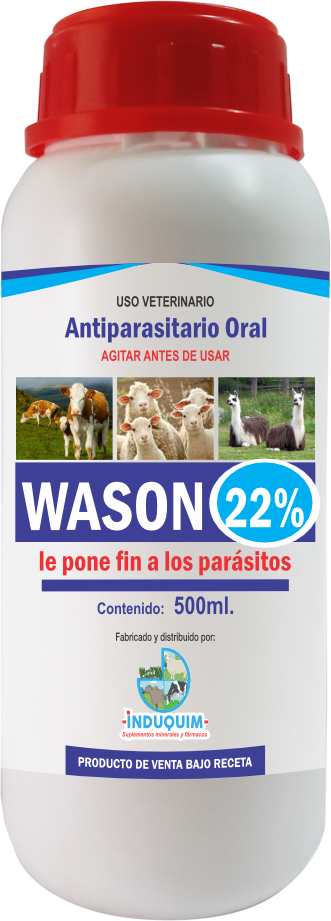 USO VETERINARIO
Antiparasitario Oral
AGITAR ANTES DE USAR
WASON 22%
le pone fin a los parásitos
Contenido: 500ml.
Fabricado y distribuido por:
-INDUQUIM-
Suplementos minerales y fármacos
PRODUCTO DE VENTA BAJO RECETA